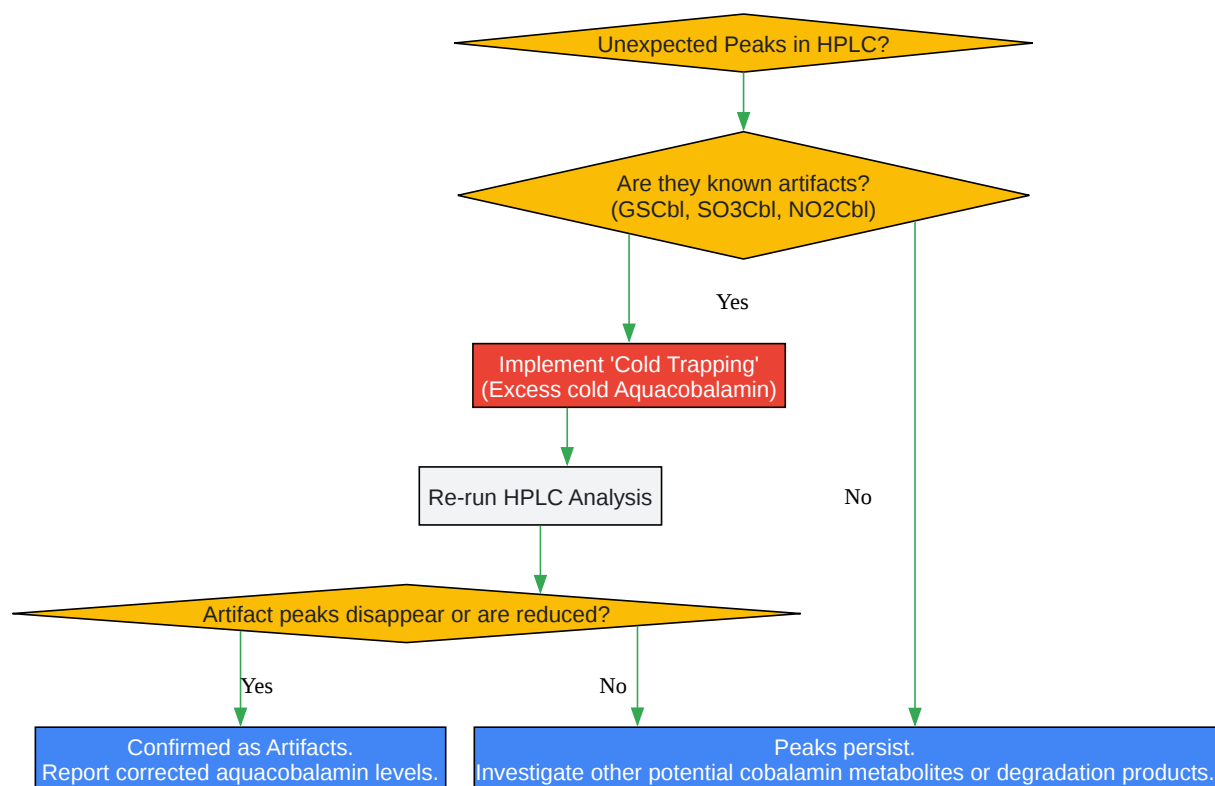 Unexpected Peaks in HPLC?
Are they known artifacts?
(GSCbl, SO3Cbl, NO2Cbl)
Yes
Implement 'Cold Trapping'
(Excess cold Aquacobalamin)
Re-run HPLC Analysis
No
Artifact peaks disappear or are reduced?
Yes
No
Confirmed as Artifacts.
Report corrected aquacobalamin levels.
Peaks persist.
Investigate other potential cobalamin metabolites or degradation products.